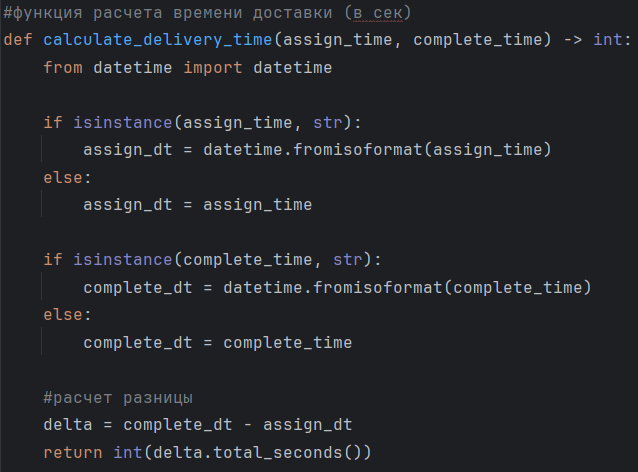 #функция расчета времени доставки (в сек)
def calculate_delivery_time(assign_time, complete_time) -> int:
    from datetime import datetime

    if isinstance(assign_time, str):
        assign_dt = datetime.fromisoformat(assign_time)
    else:
        assign_dt = assign_time

    if isinstance(complete_time, str):
        complete_dt = datetime.fromisoformat(complete_time)
    else:
        complete_dt = complete_time

    #расчет разницы
    delta = complete_dt - assign_dt
    return int(delta.total_seconds())